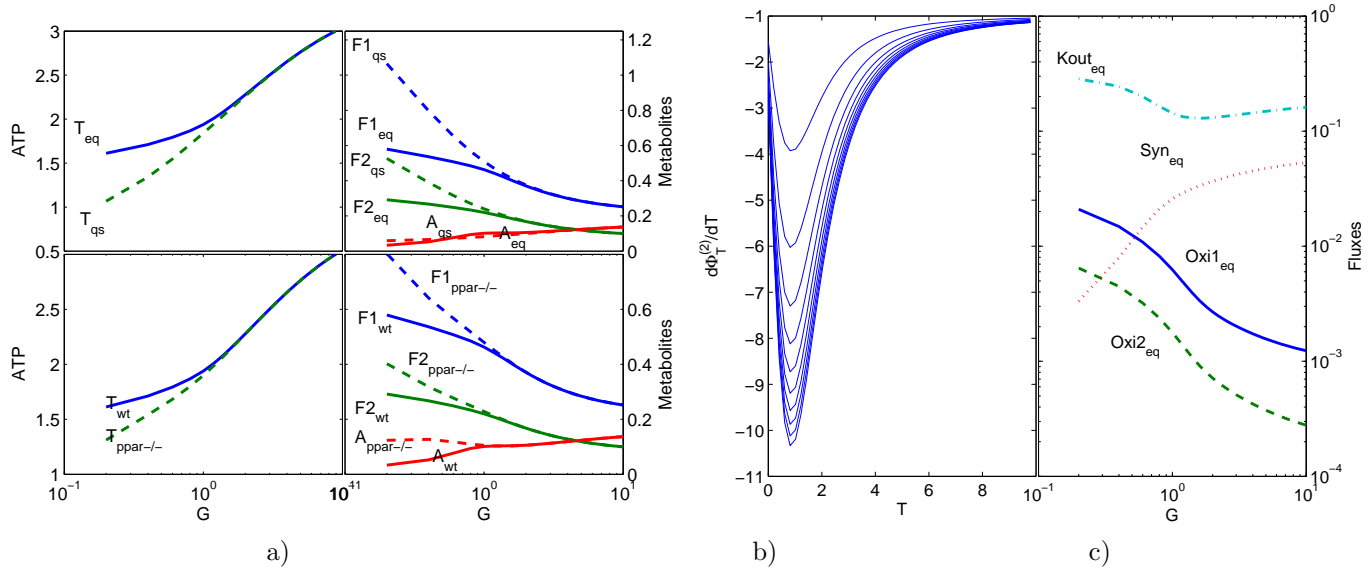 3
2.5
2
1.5
1
0.5
ATP
T_eq
T_qs
F1_qs
F1_eq
F2_qs
F2_eq
A_qs
A_eq
1.2
1
0.8
0.6
0.4
0.2
0
Metabolites
2.5
2
1.5
1
ATP
T_wt
T_ppar−/−
10^−1
10^0
10^1
G
F1_ppar−/−
F1_wt
F2_ppar−/−
F2_wt
A_ppar−/−
A_wt
0.6
0.4
0.2
0
Metabolites
10^0
10^1
G
a)
−1
−2
−3
−4
−5
−6
−7
−8
−9
−10
−11
dΦ_T^(2)/dT
0
2
4
6
8
10
T
b)
Kout_eq
Syn_eq
Oxi1_eq
Oxi2_eq
10^0
10^−1
10^−2
10^−3
10^−4
Fluxes
10^−1
10^0
10^1
G
c)